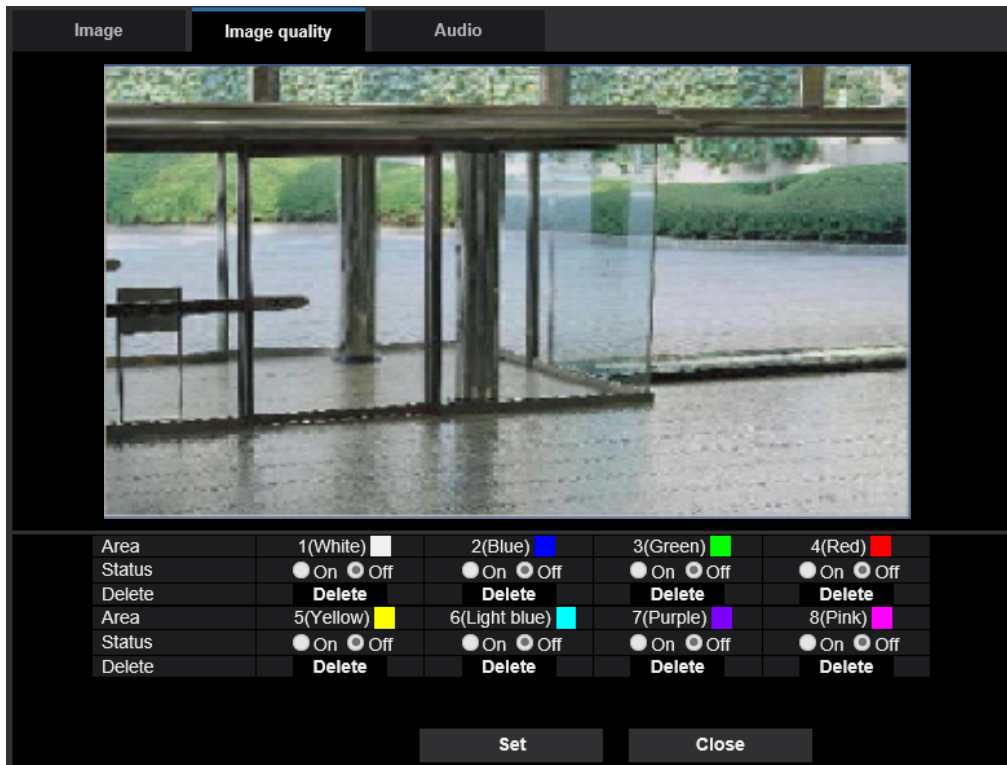 Image Image quality Audio
Area 1(White) 2(Blue) 3(Green) 4(Red)
Status On Off On Off On Off On Off
Delete Delete Delete Delete Delete
Area 5(Yellow) 6(Light blue) 7(Purple) 8(Pink)
Status On Off On Off On Off On Off
Delete Delete Delete Delete Delete
Set Close